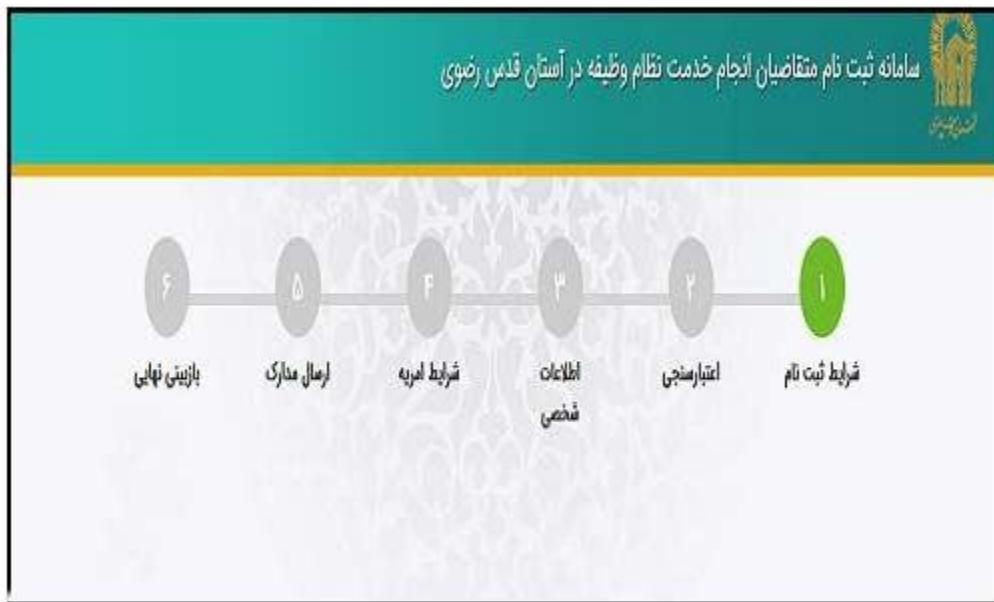 سامانه ثبت نام متقاضیان انجام خدمت نظام وظیفه در آستان قدس رضوی
۱
۲
۳
۴
۵
۶
شرایط ثبت نام
اعتبارسنجی
اطلاعات
شخصی
شرایط امریه
ارسال مدارک
بازبینی نهایی